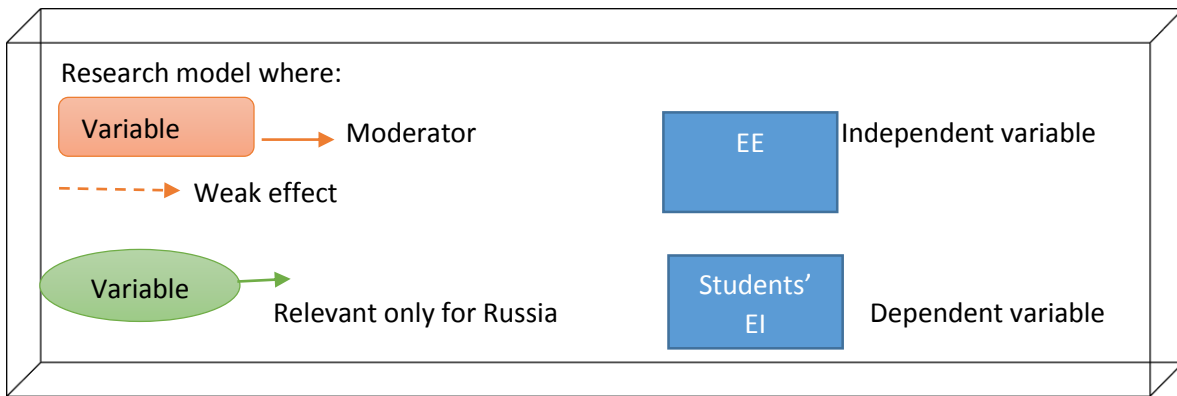 Research model where:
Variable
Moderator
EE
Independent variable
Weak effect
Variable
Relevant only for Russia
Students’
EI
Dependent variable